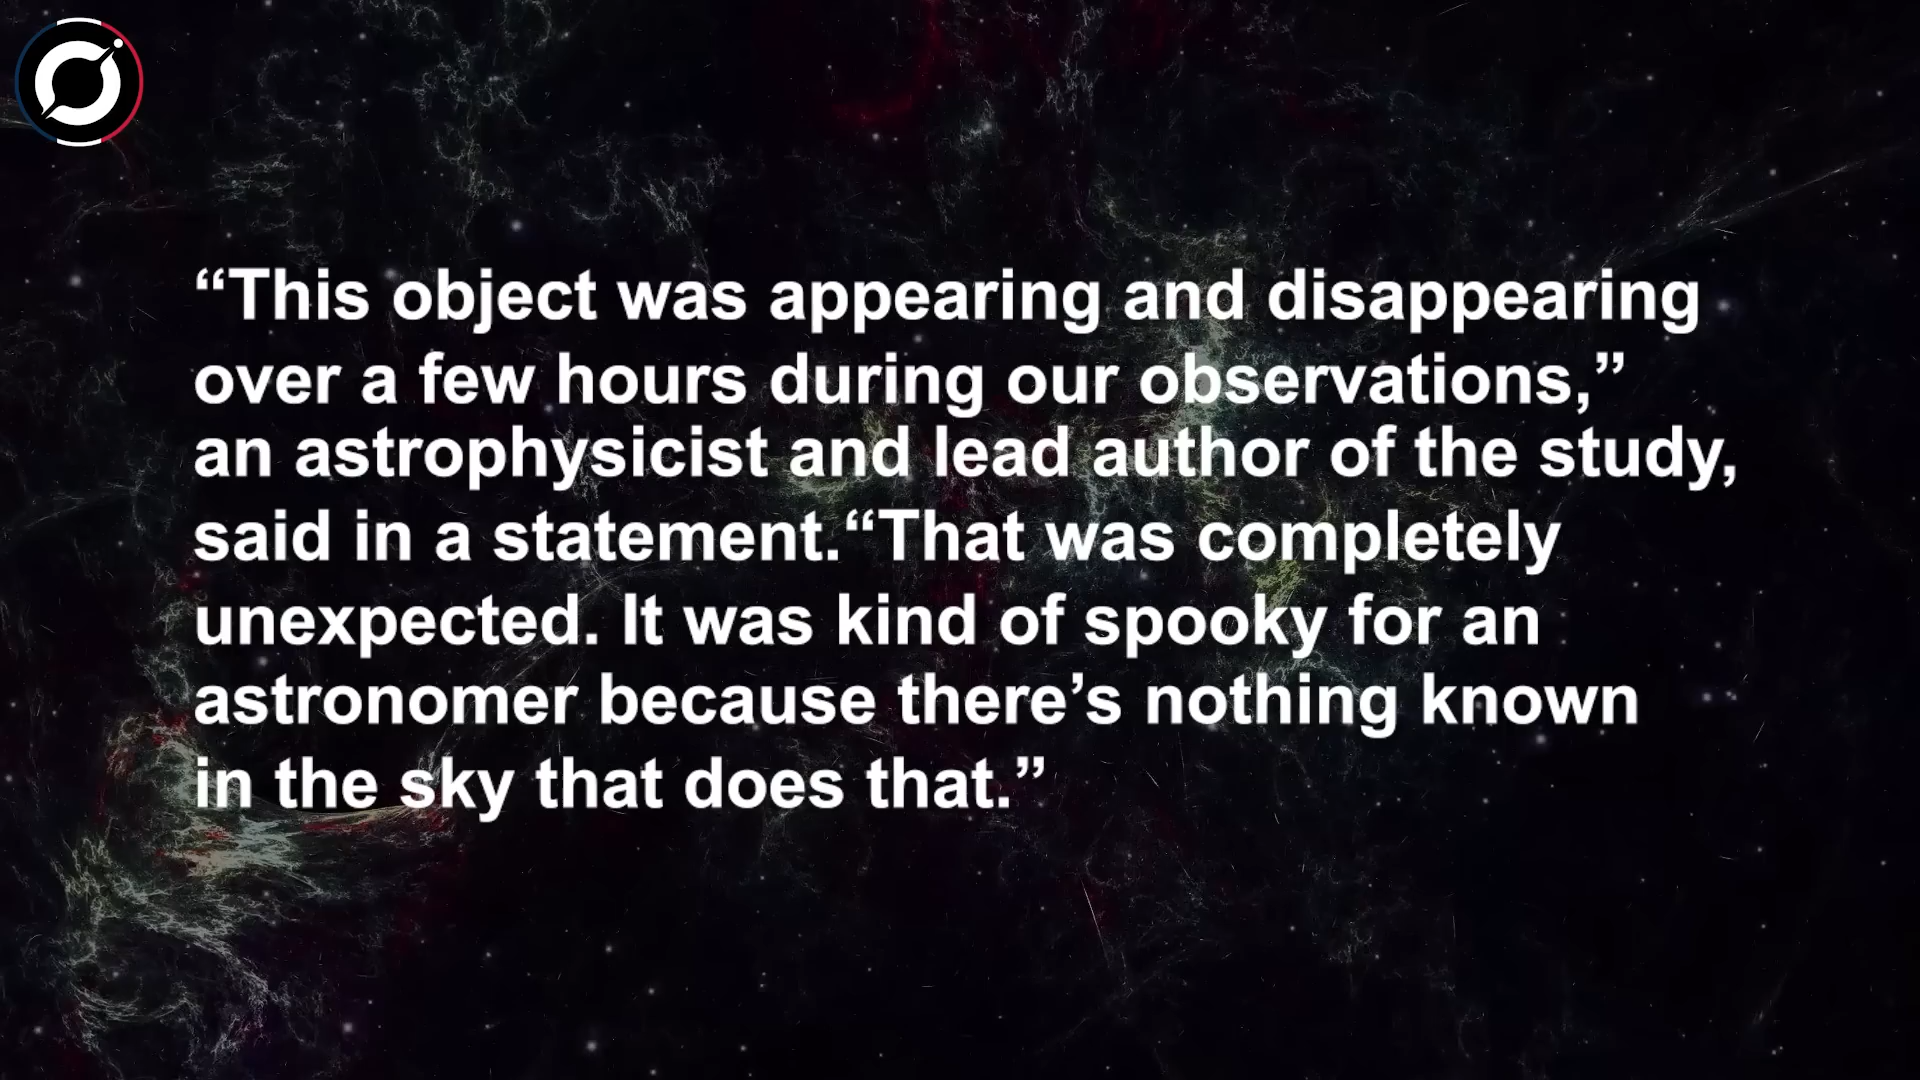 “This object was appearing and disappearing
over a few hours during our observations,”
an astrophysicist and lead author of the study,
said in a statement.“That was completely
unexpected. It was kind of spooky for an
astronomer because there’s nothing known
in the sky that does that.”